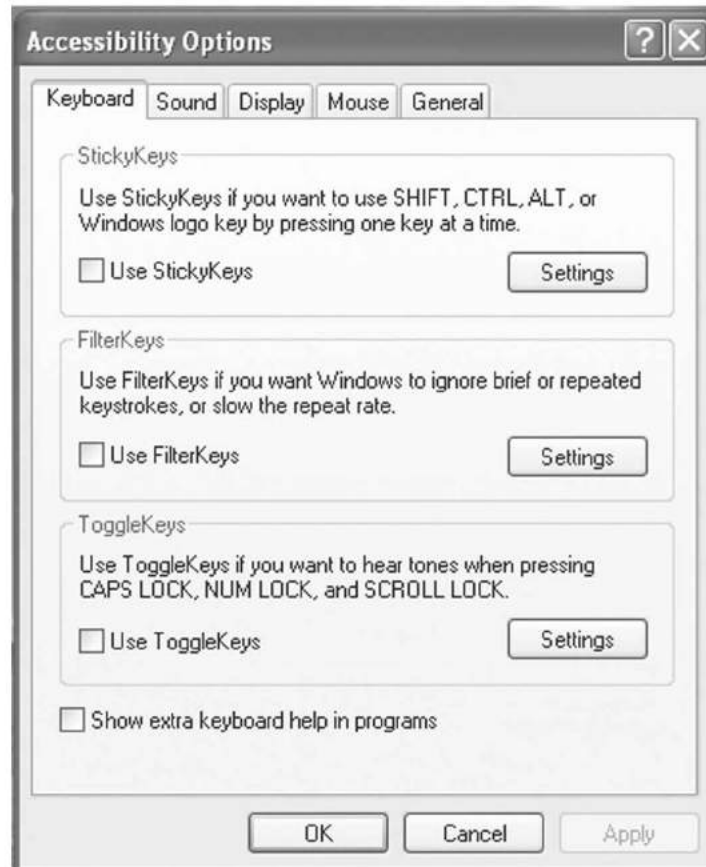 Accessibility Options
Keyboard Sound Display Mouse General
StickyKeys
Use StickyKeys if you want to use SHIFT, CTRL, ALT, or
Windows logo key by pressing one key at a time.
Use StickyKeys Settings
FilterKeys
Use FilterKeys if you want Windows to ignore brief or repeated
keystrokes, or slow the repeat rate.
Use FilterKeys Settings
ToggleKeys
Use ToggleKeys if you want to hear tones when pressing
CAPS LOCK, NUM LOCK, and SCROLL LOCK.
Use ToggleKeys Settings
Show extra keyboard help in programs
OK Cancel Apply